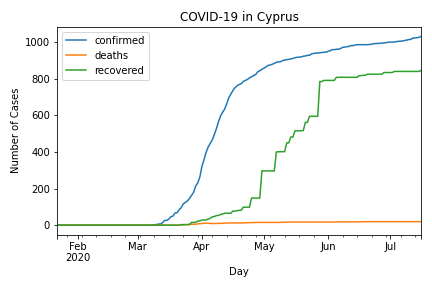 COVID-19 in Cyprus
confirmed
deaths
recovered
Number of Cases
1000
800
600
400
200
0
Feb
2020
Mar
Apr
May
Jun
Jul
Day